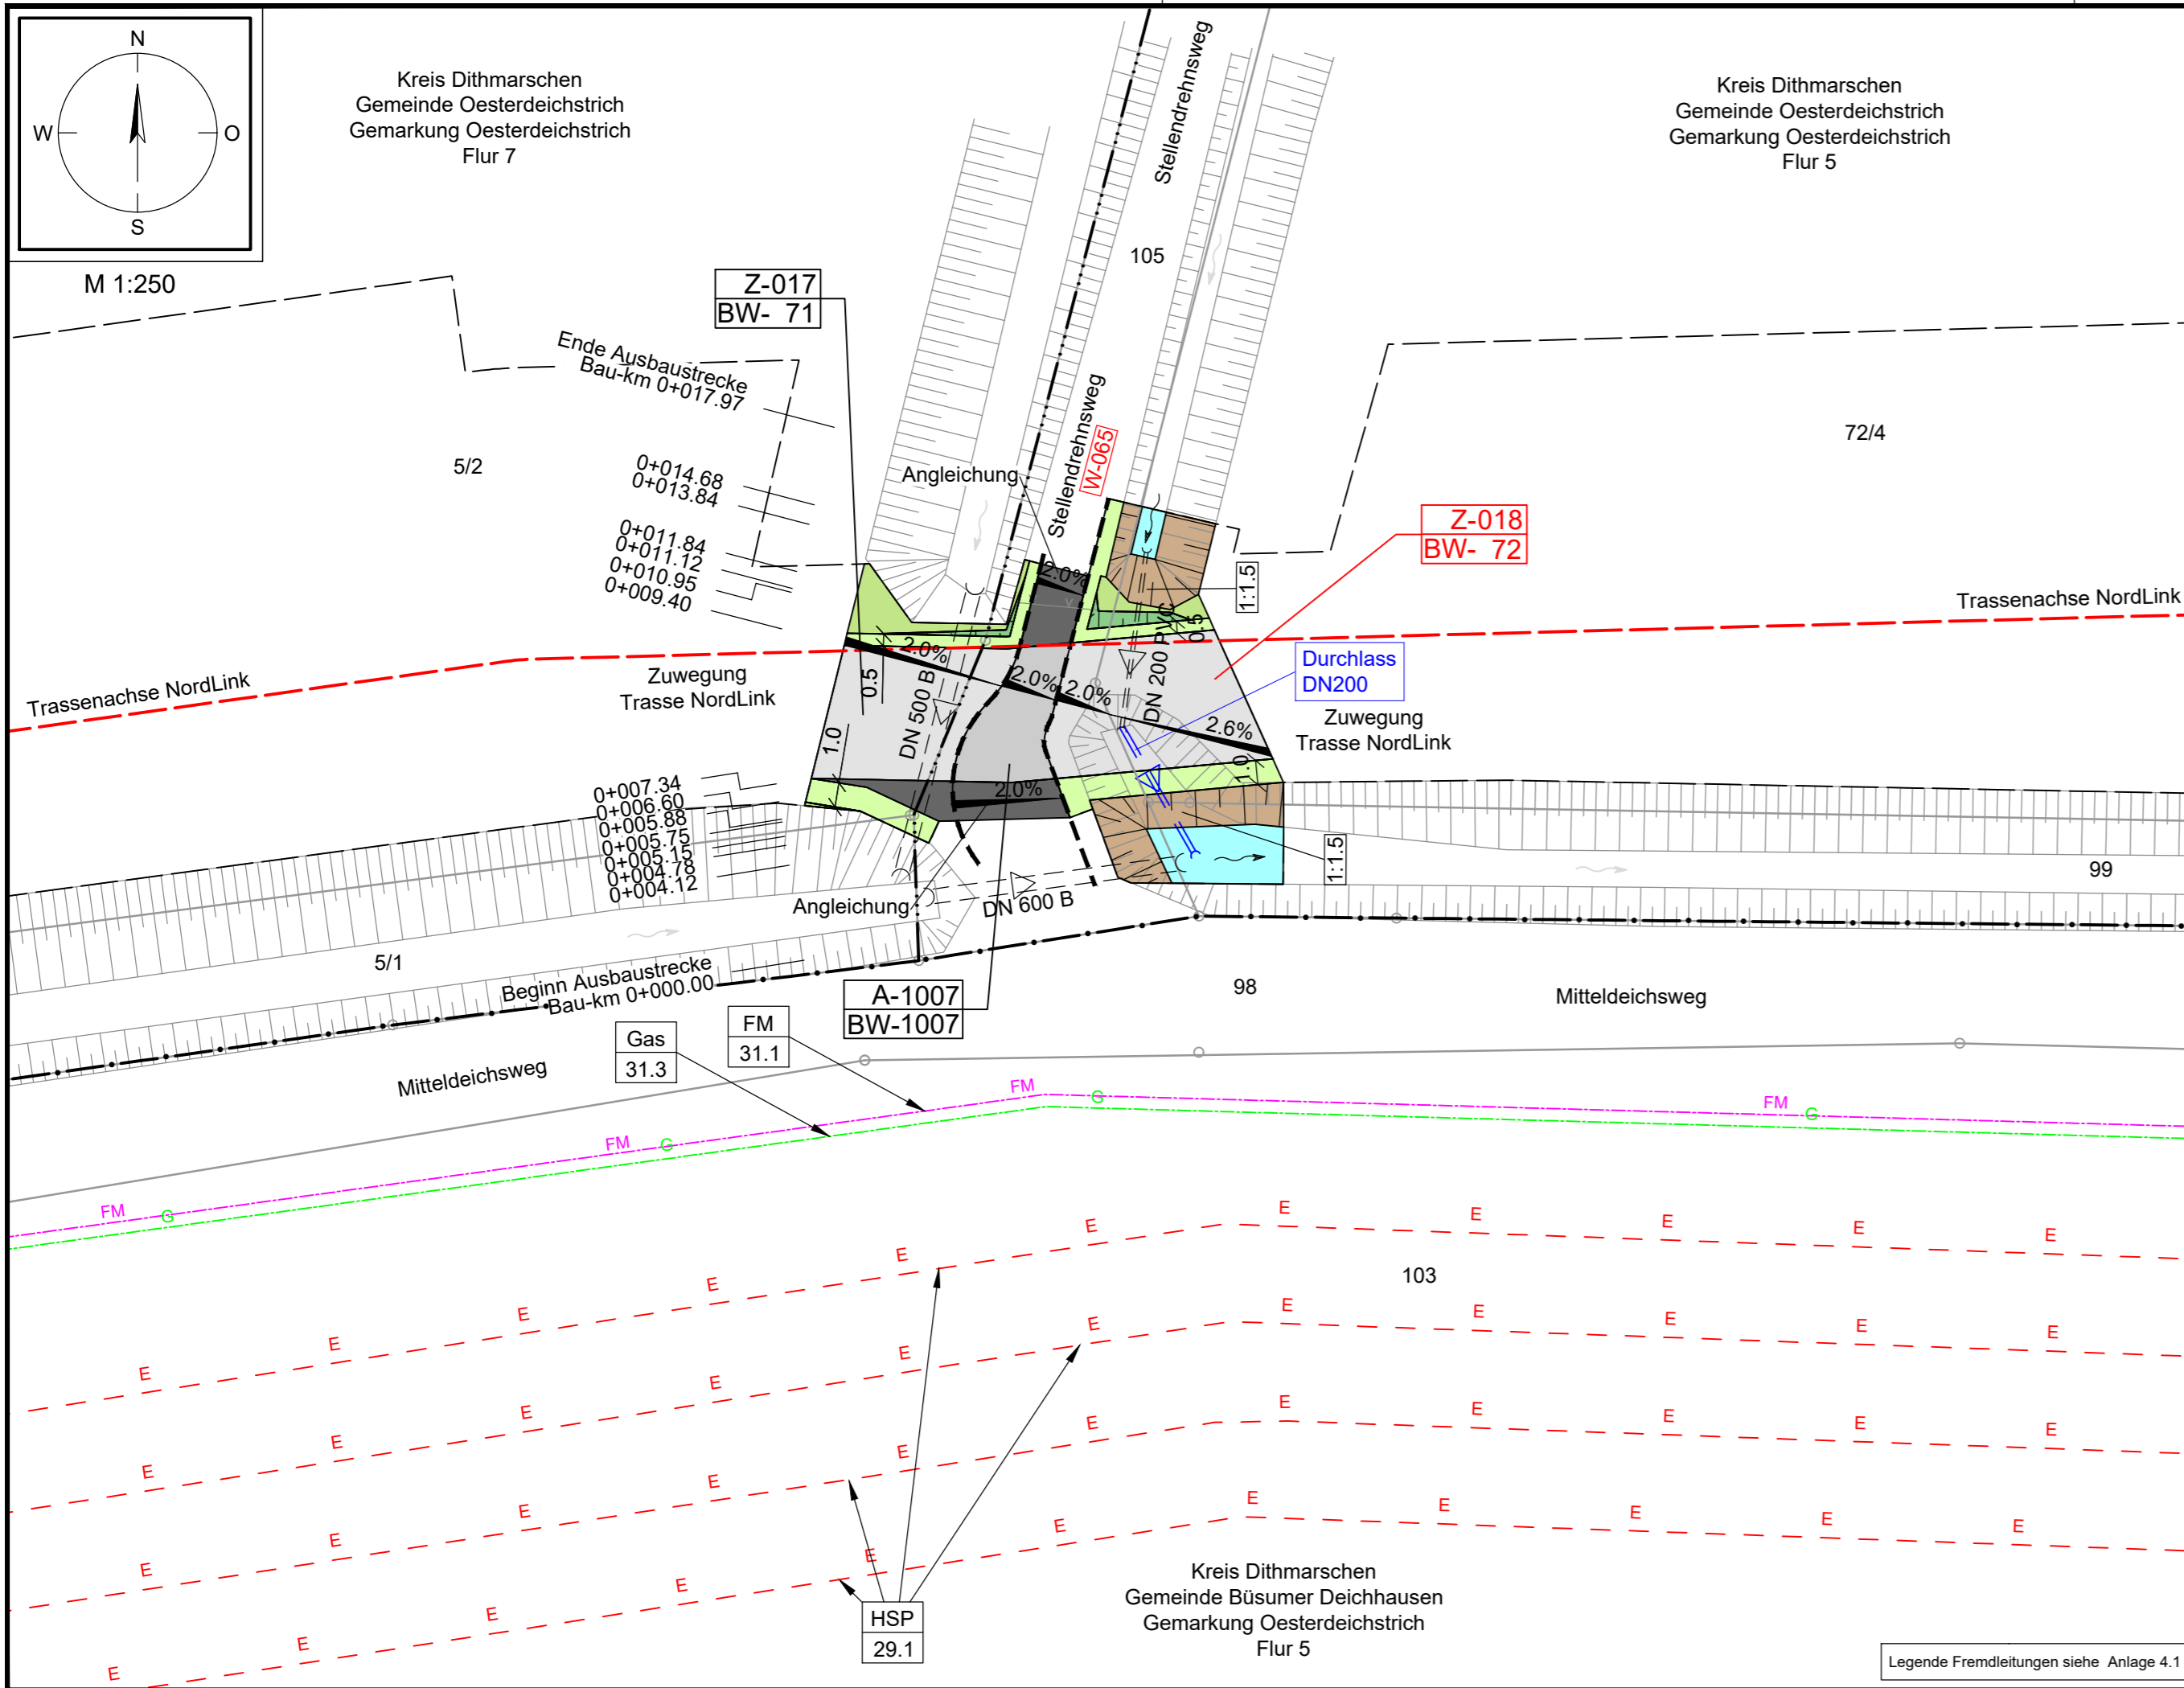 N
W
O
S
M 1:250
Kreis Dithmarschen
Gemeinde Oesterdeichstrich
Gemarkung Oesterdeichstrich
Flur 7
Kreis Dithmarschen
Gemeinde Oesterdeichstrich
Gemarkung Oesterdeichstrich
Flur 5
Stellendrehnsweg
105
Z-017
BW- 71
Ende Ausbaustrecke
Bau-km 0+017.97
5/2
72/4
0+014.68
0+013.84
0+011.84
0+011.12
0+010.95
0+009.40
Angleichung
Stellendrehnsweg
W-065
Z-018
BW- 72
1:1.5
2.0%
Trassenachse NordLink
Trassenachse NordLink
Zuwegung
Trasse NordLink
2.0%
0.5
1.0
DN 500 B
2.0%
2.0%
DN 200 PVC
0.5
2.6%
1.0
Durchlass
DN200
Zuwegung
Trasse NordLink
2.0%
0+007.34
0+006.60
0+005.88
0+005.75
0+005.15
0+004.78
0+004.12
1:1.5
99
Angleichung
DN 600 B
5/1
Beginn Ausbaustrecke
Bau-km 0+000.00
A-1007
BW-1007
98
Mitteldeichsweg
Gas
31.3
FM
31.1
Mitteldeichsweg
FM
G
FM
G
FM
G
FM
G
E E E E E E E E E E
103
E E E E E E E E E E E
E E E E E E E E E E E
E E E E E E E E E E E
HSP
29.1
Kreis Dithmarschen
Gemeinde Büsumer Deichhausen
Gemarkung Oesterdeichstrich
Flur 5
Legende Fremdleitungen siehe Anlage 4.1